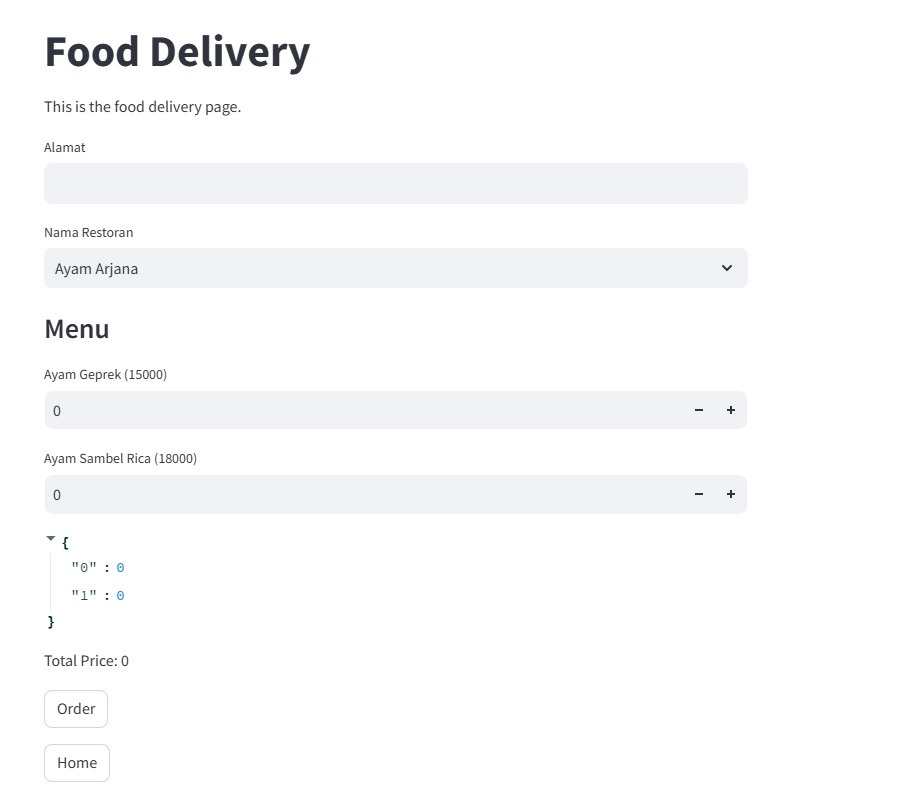 Food Delivery
This is the food delivery page.
Alamat
Nama Restoran
Ayam Arjana
Menu
Ayam Geprek (15000)
0
Ayam Sambel Rica (18000)
0
{
"0" : 0
"1" : 0
}
Total Price: 0
Order
Home